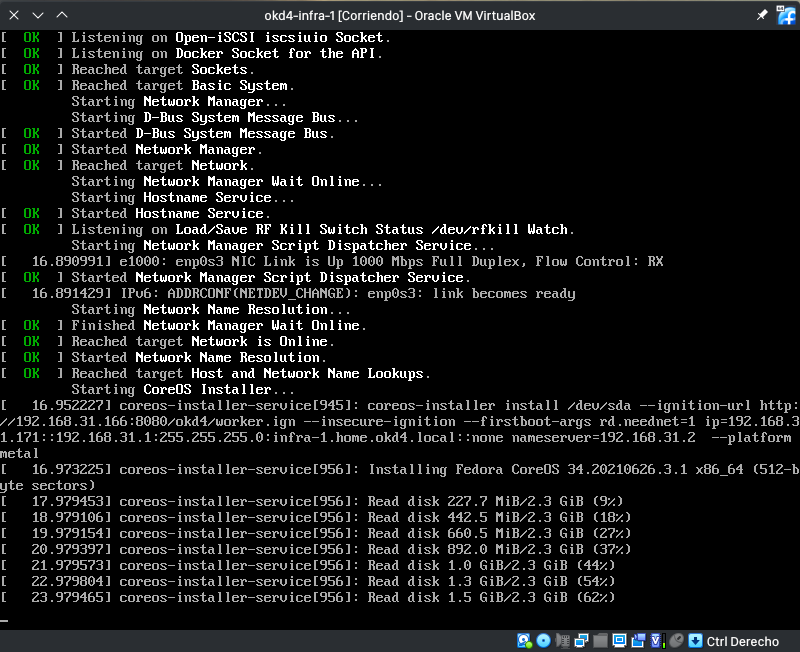 okd4-infra-1 [Corriendo] - Oracle VM VirtualBox
[  OK  ] Listening on Open-iSCSI iscsiuio Socket.
[  OK  ] Listening on Docker Socket for the API.
[  OK  ] Reached target Sockets.
[  OK  ] Reached target Basic System.
Starting Network Manager...
Starting D-Bus System Message Bus...
[  OK  ] Started D-Bus System Message Bus.
[  OK  ] Started Network Manager.
[  OK  ] Reached target Network.
Starting Network Manager Wait Online...
Starting Hostname Service...
[  OK  ] Started Hostname Service.
[  OK  ] Listening on Load/Save RF Kill Switch Status /dev/rfkill Watch.
Starting Network Manager Script Dispatcher Service...
[   16.890991] e1000: enp0s3 NIC Link is Up 1000 Mbps Full Duplex, Flow Control: RX
[  OK  ] Started Network Manager Script Dispatcher Service.
[   16.891429] IPv6: ADDRCONF(NETDEV_CHANGE): enp0s3: link becomes ready
Starting Network Name Resolution...
[  OK  ] Finished Network Manager Wait Online.
[  OK  ] Reached target Network is Online.
[  OK  ] Started Network Name Resolution.
[  OK  ] Reached target Host and Network Name Lookups.
Starting CoreOS Installer...
[   16.952227] coreos-installer-service[945]: coreos-installer install /dev/sda --ignition-url http:
//192.168.31.166:8080/okd4/worker.ign --insecure-ignition --firstboot-args rd.neednet=1 ip=192.168.3
1.171::192.168.31.1:255.255.255.0:infra-1.home.okd4.local::none nameserver=192.168.31.2  --platform
metal
[   16.973225] coreos-installer-service[956]: Installing Fedora CoreOS 34.20210626.3.1 x86_64 (512-b
yte sectors)
[   17.979453] coreos-installer-service[956]: Read disk 227.7 MiB/2.3 GiB (9%)
[   18.979106] coreos-installer-service[956]: Read disk 442.5 MiB/2.3 GiB (18%)
[   19.979154] coreos-installer-service[956]: Read disk 660.5 MiB/2.3 GiB (27%)
[   20.979397] coreos-installer-service[956]: Read disk 892.0 MiB/2.3 GiB (37%)
[   21.979573] coreos-installer-service[956]: Read disk 1.0 GiB/2.3 GiB (44%)
[   22.979804] coreos-installer-service[956]: Read disk 1.3 GiB/2.3 GiB (54%)
[   23.979465] coreos-installer-service[956]: Read disk 1.5 GiB/2.3 GiB (62%)
Ctrl Derecho